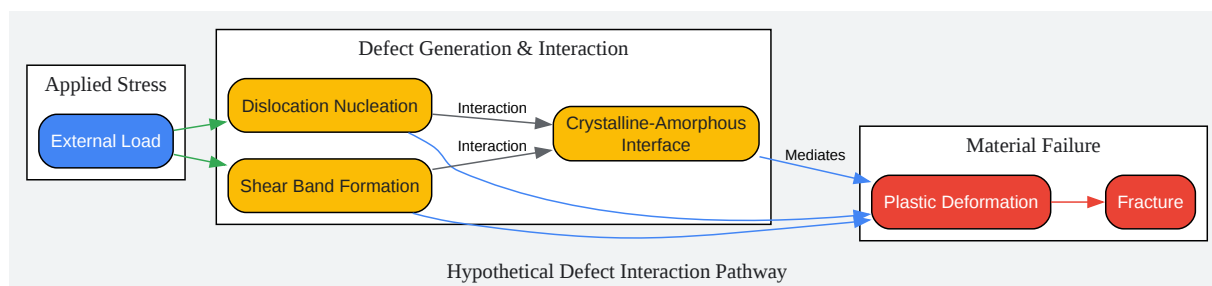 Defect Generation & Interaction
Applied Stress
External Load
Dislocation Nucleation
Shear Band Formation
Interaction
Interaction
Crystalline-Amorphous
Interface
Mediates
Material Failure
Plastic Deformation
Fracture
Hypothetical Defect Interaction Pathway